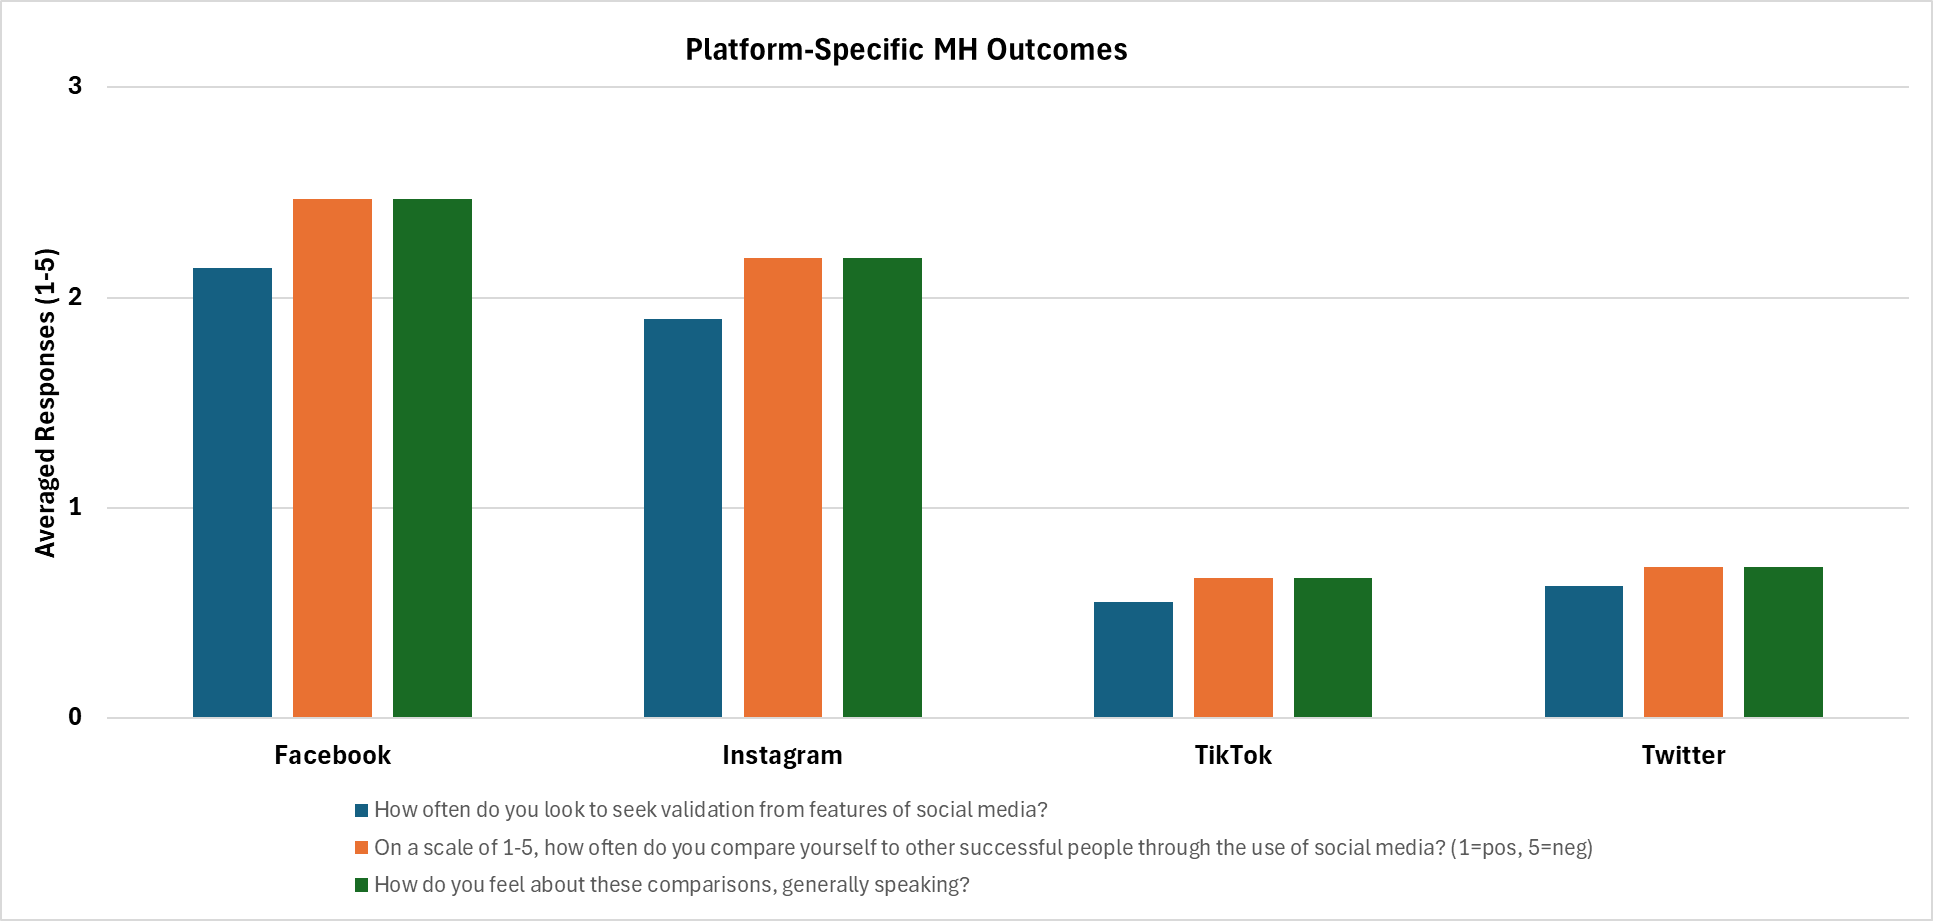 Platform-Specific MH Outcomes
Averaged Responses (1-5)
3
2
1
0
Facebook
Instagram
TikTok
Twitter
How often do you look to seek validation from features of social media?
On a scale of 1-5, how often do you compare yourself to other successful people through the use of social media? (1=pos, 5=neg)
How do you feel about these comparisons, generally speaking?